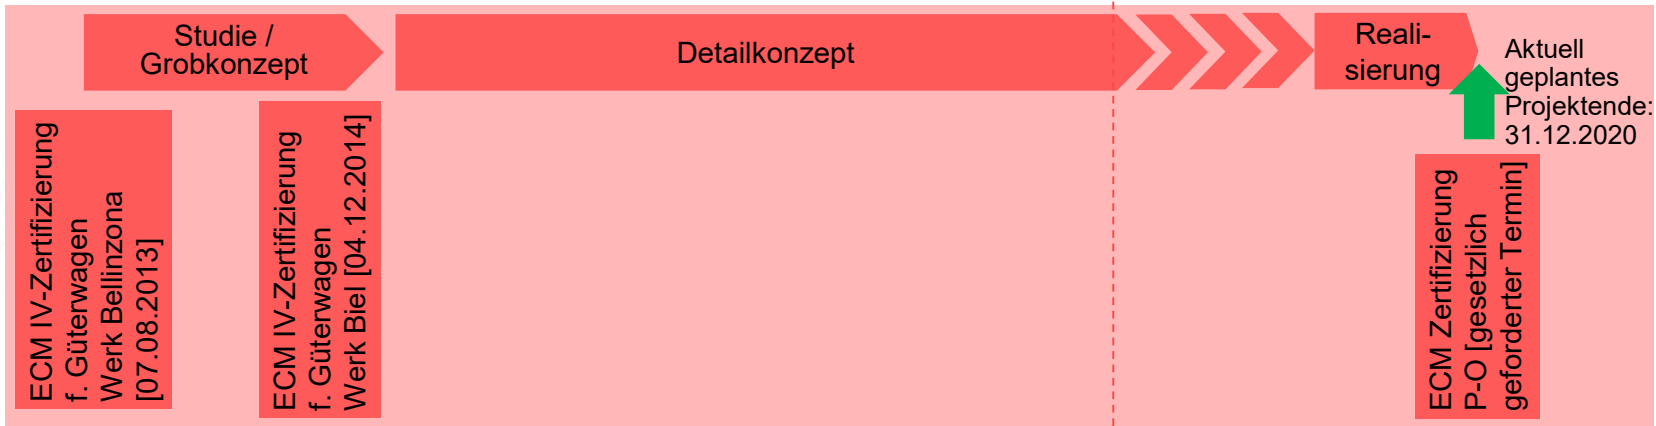 Studie /
Grobkonzept
Detailkonzept
Reali-
sierung
Aktuell
geplantes
Projektende:
31.12.2020
ECM IV-Zertifizierung
f. Güterwagen
Werk Bellinzona
[07.08.2013]
ECM IV-Zertifizierung
f. Güterwagen
Werk Biel [04.12.2014]
ECM Zertifizierung
P-O [gesetzlich
geforderter Termin]